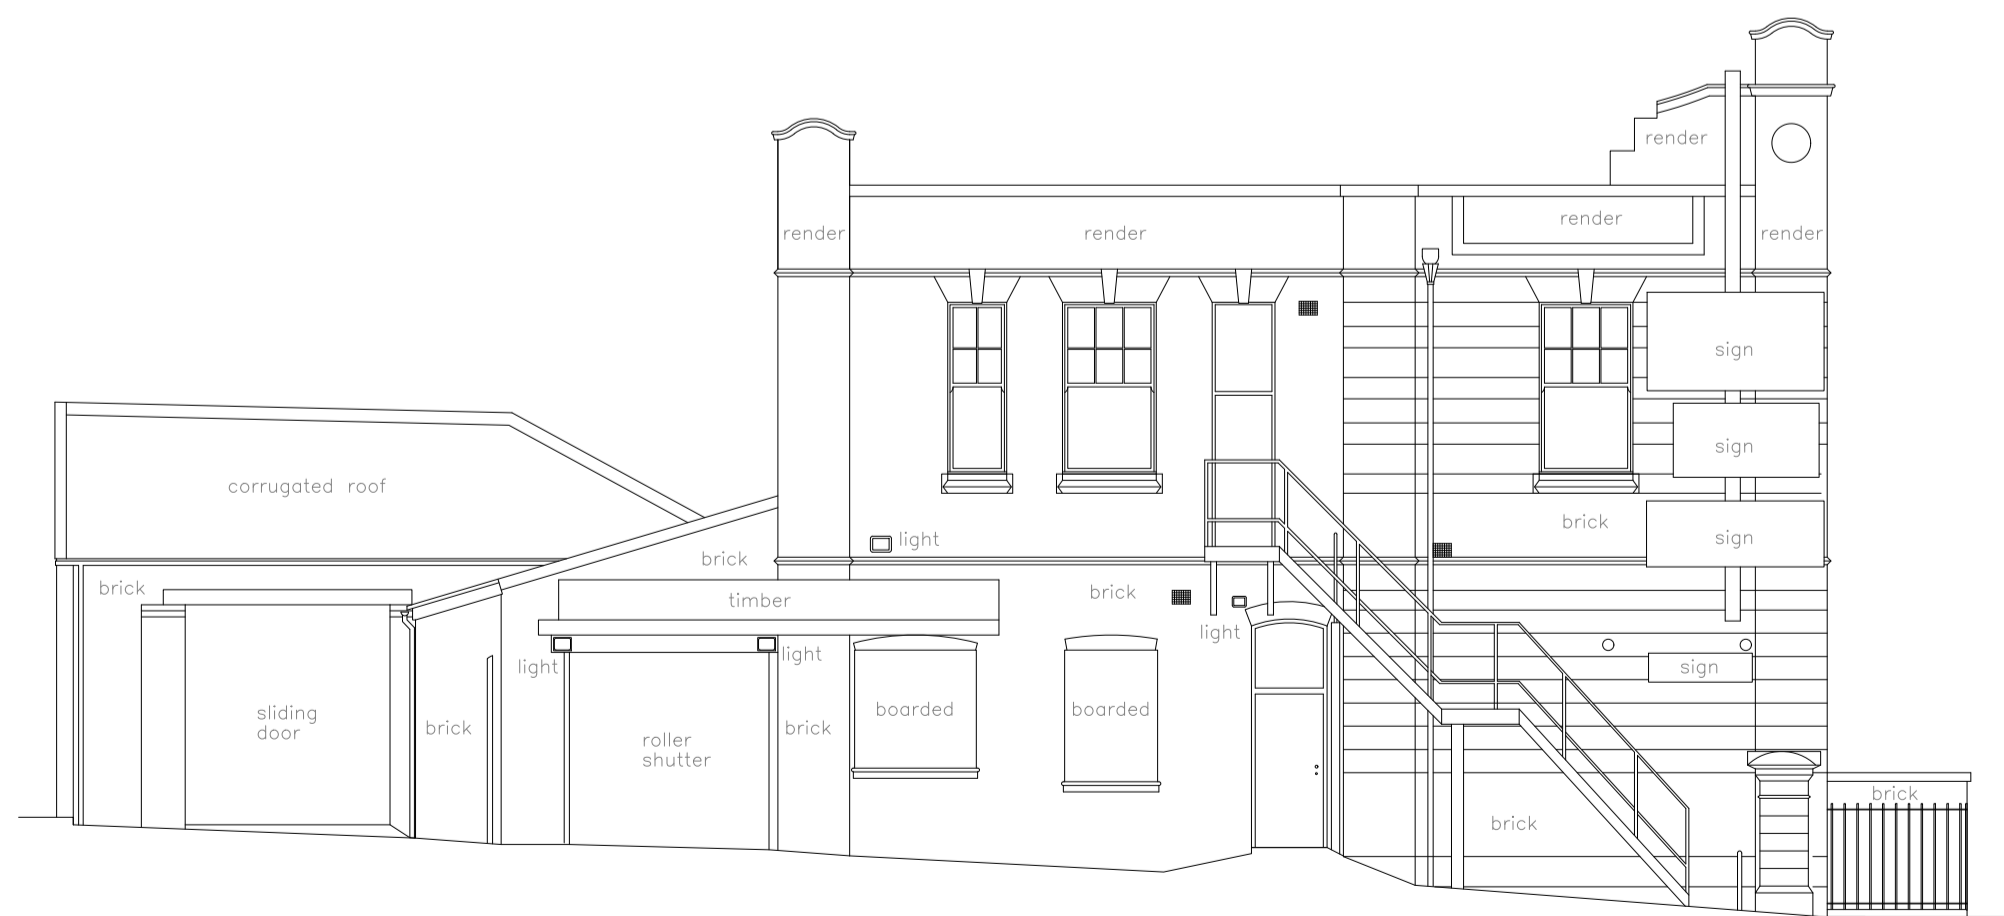 render
render
render
render
render
sign
sign
corrugated roof
brick
sign
light
brick
brick
brick
timber
light
light
light
sign
boarded
boarded
sliding
door
brick
brick
roller
shutter
brick
brick